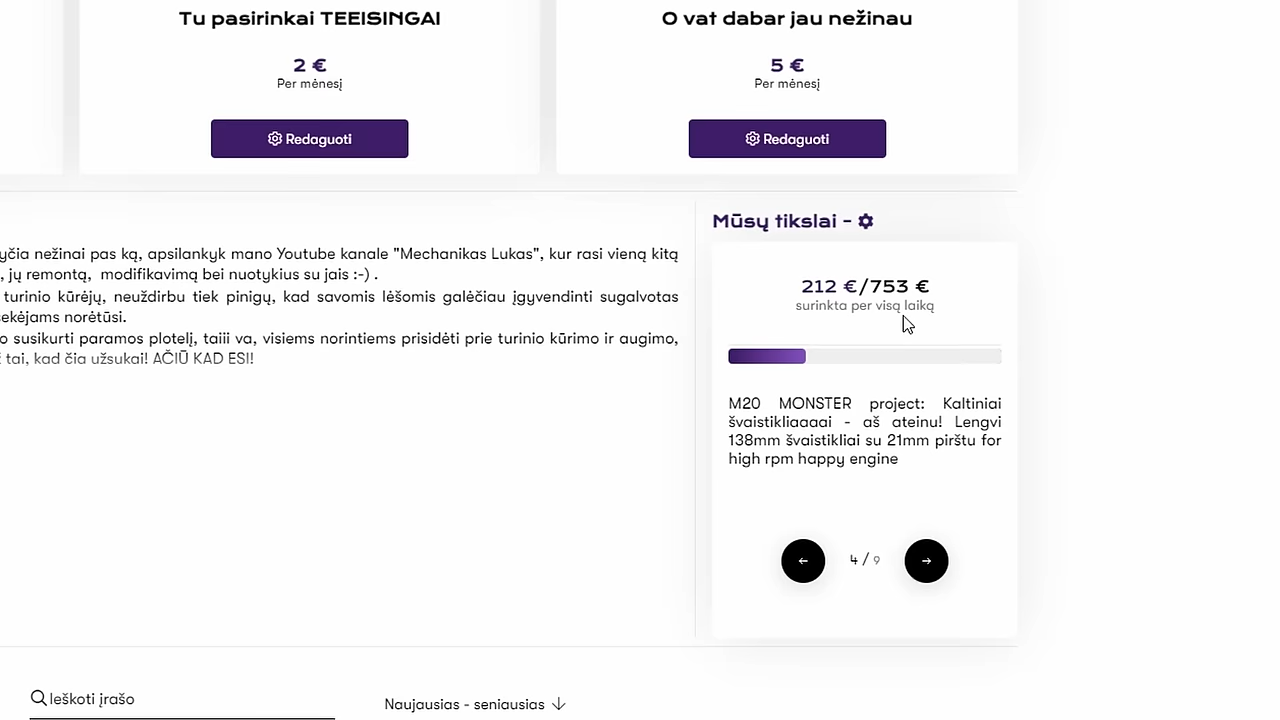 Tu pasirinkai TEEISINGAI
2 €
Per mėnesį
Redaguoti
O vat dabar jau nežinau
5 €
Per mėnesį
Redaguoti
nežinai pas ką, apsilankyk mano Youtube kanale "Mechanikas Lukas", kur rasi vieną kitą
, jų remontą, modifikavimą bei nuotykius su jais :-) .
turinio kūrėjų, neuždirbu tiek pinigų, kad savomis lėšomis galėčiau įgyvendinti sugalvotas
sekėjams norėtūsi.
susikurti paramos plotelį, taiii va, visiems norintiems prisidėti prie turinio kūrimo ir augimo,
tai, kad čia užsukai! AČIŪ KAD ESI!
Mūsų tikslai -
212 €/753 €
surinkta per visą laiką
M20 MONSTER project: Kaltiniai
švaistikliaaaai - aš ateinu! Lengvi
138mm švaistikliai su 21mm pirštu for
high rpm happy engine
← 4 / 9 →
Ieškoti įrašo
Naujausias - seniausias ↓